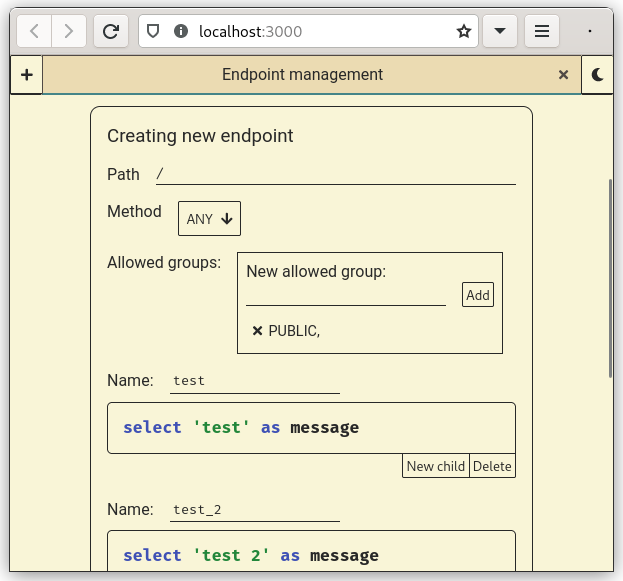 localhost:3000
+ Endpoint management ×
Creating new endpoint
Path /
Method ANY
Allowed groups: New allowed group:
Add
× PUBLIC,
Name: test
select 'test' as message
New child Delete
Name: test_2
select 'test 2' as message